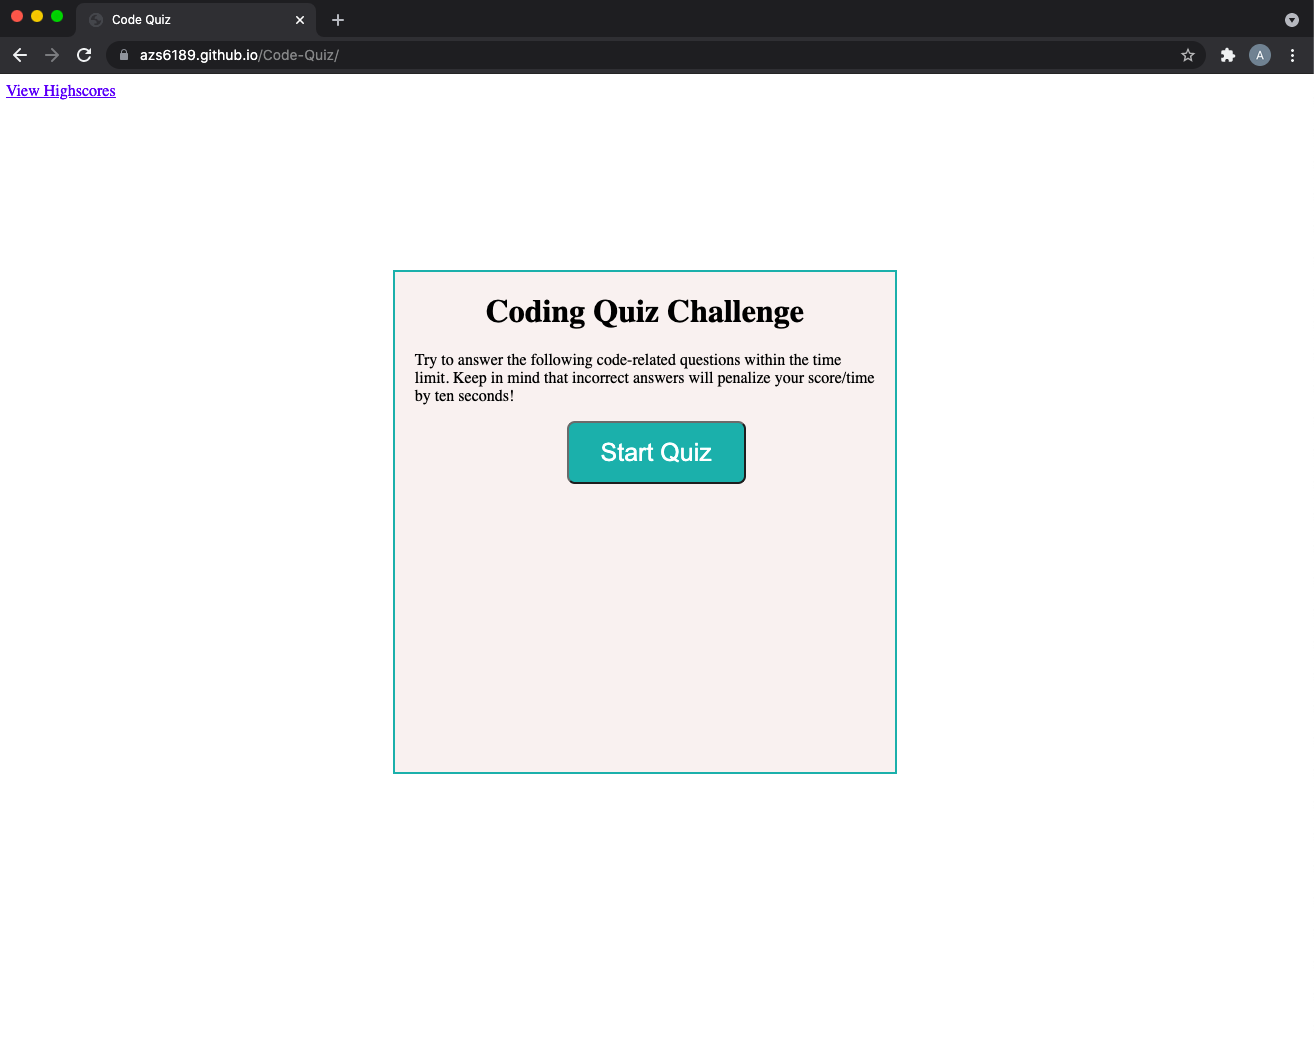 Code Quiz
azs6189.github.io/Code-Quiz/
A
View Highscores
Coding Quiz Challenge
Try to answer the following code-related questions within the time
limit. Keep in mind that incorrect answers will penalize your score/time
by ten seconds!
Start Quiz